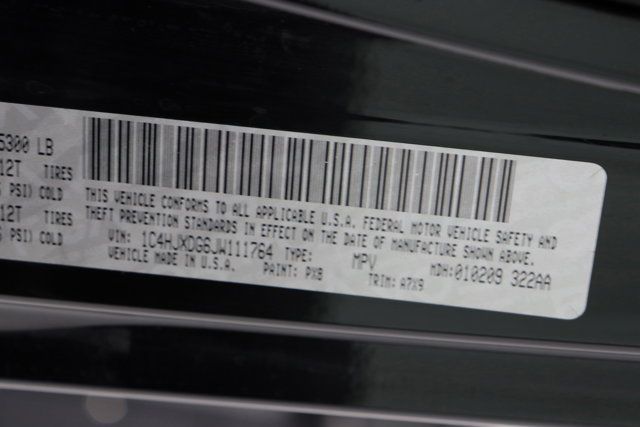 5300 LB
12T TIRES
PSI) COLD
12T TIRES
PSI) COLD
THIS VEHICLE CONFORMS TO ALL APPLICABLE U.S.A. FEDERAL MOTOR VEHICLE SAFETY AND
THEFT PREVENTION STANDARDS IN EFFECT ON THE DATE OF MANUFACTURE SHOWN ABOVE.
VIN: 1C4HJXDG6JW111764 TYPE: MPV MDH:010209 322AA
VEHICLE MADE IN U.S.A. PAINT: PX8 TRIM: A7X9